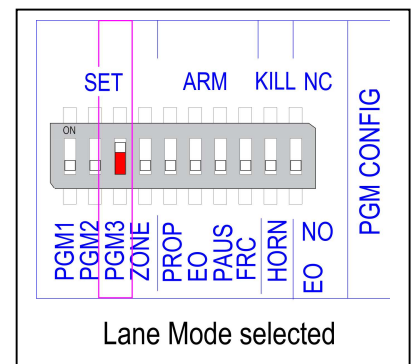 SET ARM KILL NC
ON
PGM1
PGM2
PGM3
ZONE
PROP
EO
PAUS
FRC
HORN
NO
EO
PGM CONFIG
Lane Mode selected